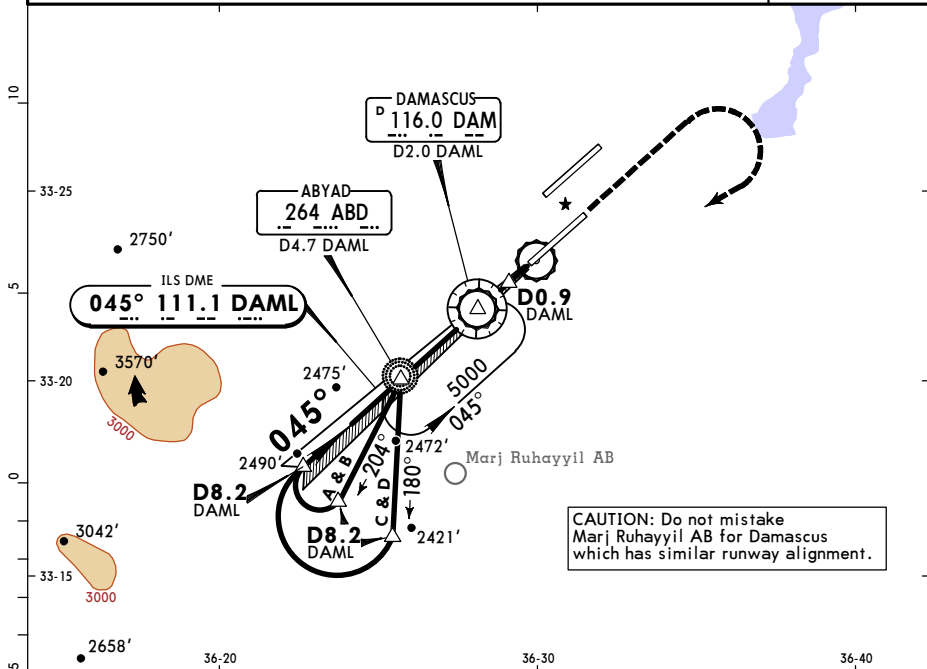 10
DAMASCUS
D 116.0 DAM
D2.0 DAML
33-25
ABYAD
264 ABD
D4.7 DAML
2750'
ILS DME
045° 111.1 DAML
5
D0.9
DAML
3570'
2475'
33-20
5000
045°
3000
045°
2472'
2490'
A & B
204°
C & D
180°
Marj Ruhayyil AB
0
D8.2
DAML
D8.2
DAML
2421'
CAUTION: Do not mistake
Marj Ruhayyil AB for Damascus
which has similar runway alignment.
3042'
33-15
3000
2658'
5
36-20
36-30
36-40